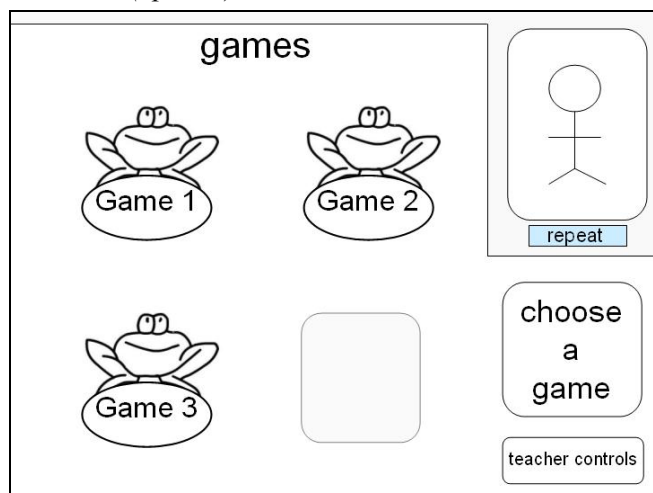 games
Game 1
Game 2
repeat
Game 3
choose
a
game
teacher controls